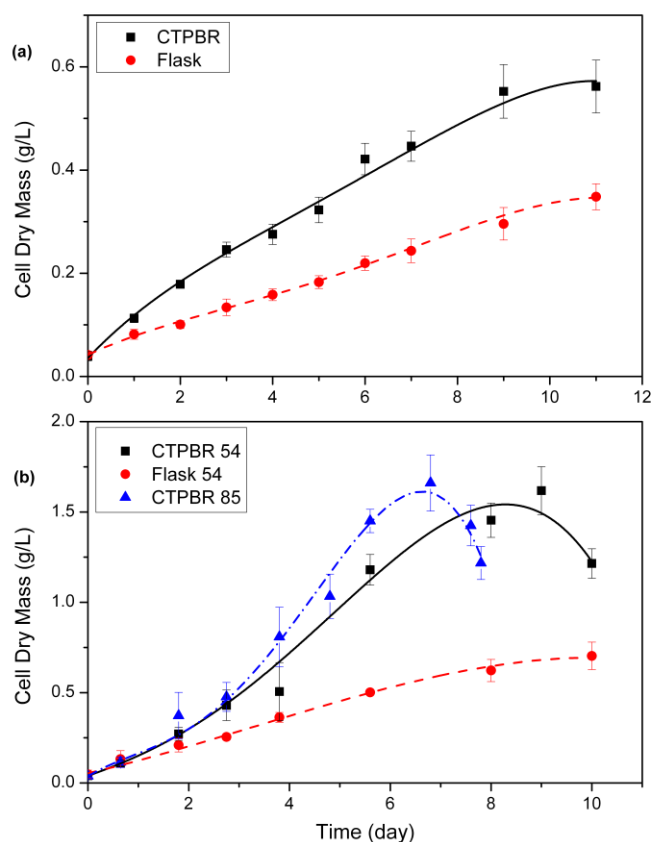 (a)
CTPBR
Flask
Cell Dry Mass (g/L)
0.6
0.4
0.2
0.0
0 2 4 6 8 10 12
(b)
CTPBR 54
Flask 54
CTPBR 85
Cell Dry Mass (g/L)
2.0
1.5
1.0
0.5
0.0
0 2 4 6 8 10
Time (day)